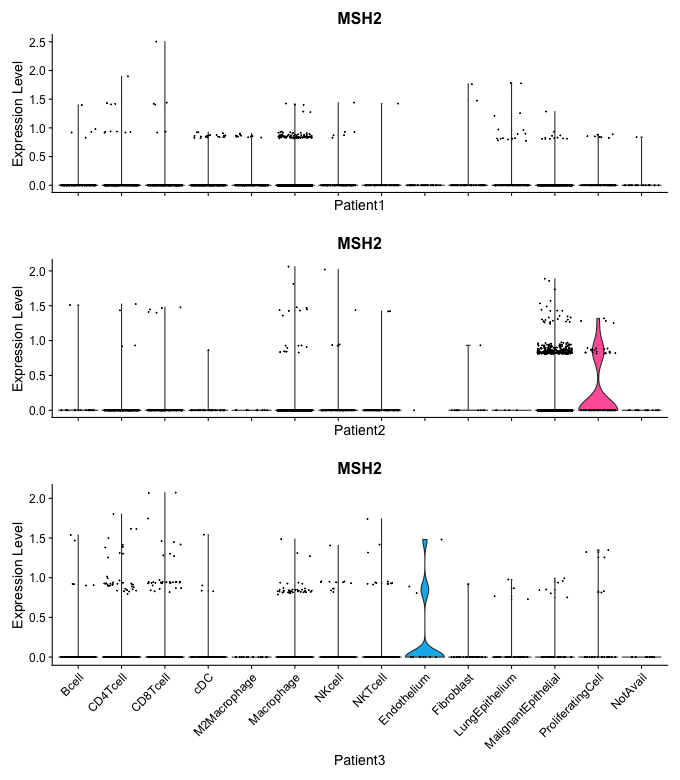 MSH2
Expression Level
2.5
2.0
1.5
1.0
0.5
0.0
Patient1
MSH2
Expression Level
2.0
1.5
1.0
0.5
0.0
Patient2
MSH2
Expression Level
2.0
1.5
1.0
0.5
0.0
Bcell
CD4Tcell
CD8Tcell
cDC
M2Macrophage
Macrophage
NKcell
NKTcell
Endothelium
Fibroblast
LungEpithelium
MalignantEpithelial
ProliferatingCell
NotAvail
Patient3